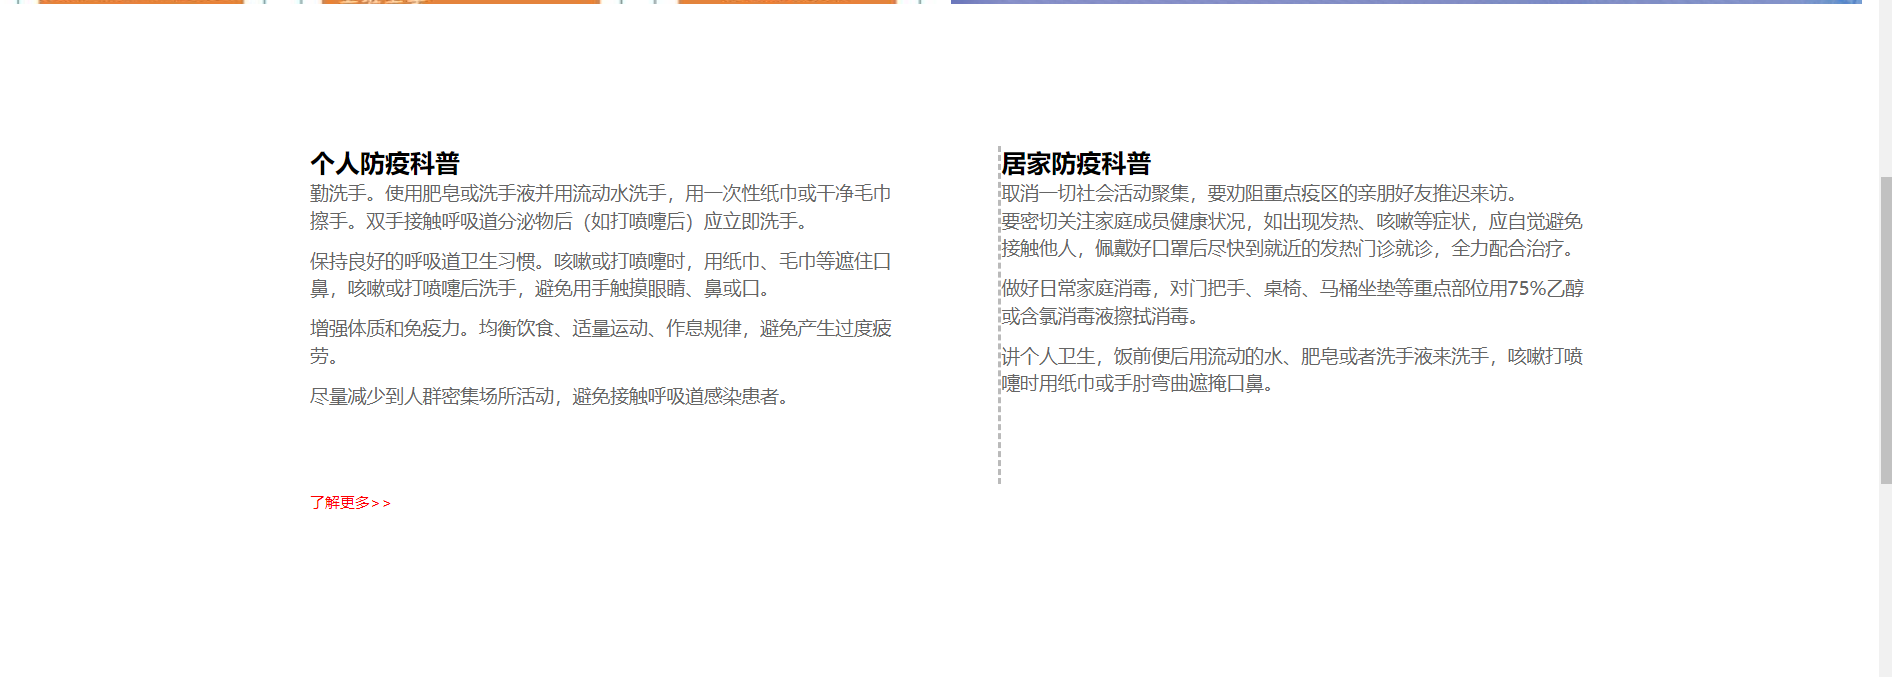 个人防疫科普
勤洗手。使用肥皂或洗手液并用流动水洗手，用一次性纸巾或干净毛巾
擦手。双手接触呼吸道分泌物后（如打喷嚏后）应立即洗手。
保持良好的呼吸道卫生习惯。咳嗽或打喷嚏时，用纸巾、毛巾等遮住口
鼻，咳嗽或打喷嚏后洗手，避免用手触摸眼睛、鼻或口。
增强体质和免疫力。均衡饮食、适量运动、作息规律，避免产生过度疲
劳。
尽量减少到人群密集场所活动，避免接触呼吸道感染患者。
了解更多>>
居家防疫科普
取消一切社会活动聚集，要劝阻重点疫区的亲朋好友推迟来访。
要密切关注家庭成员健康状况，如出现发热、咳嗽等症状，应自觉避免
接触他人，佩戴好口罩后尽快到就近的发热门诊就诊，全力配合治疗。
做好日常家庭消毒，对门把手、桌椅、马桶坐垫等重点部位用75%乙醇
或含氯消毒液擦拭消毒。
讲个人卫生，饭前便后用流动的水、肥皂或者洗手液来洗手，咳嗽打喷
嚏时用纸巾或手肘弯曲遮掩口鼻。